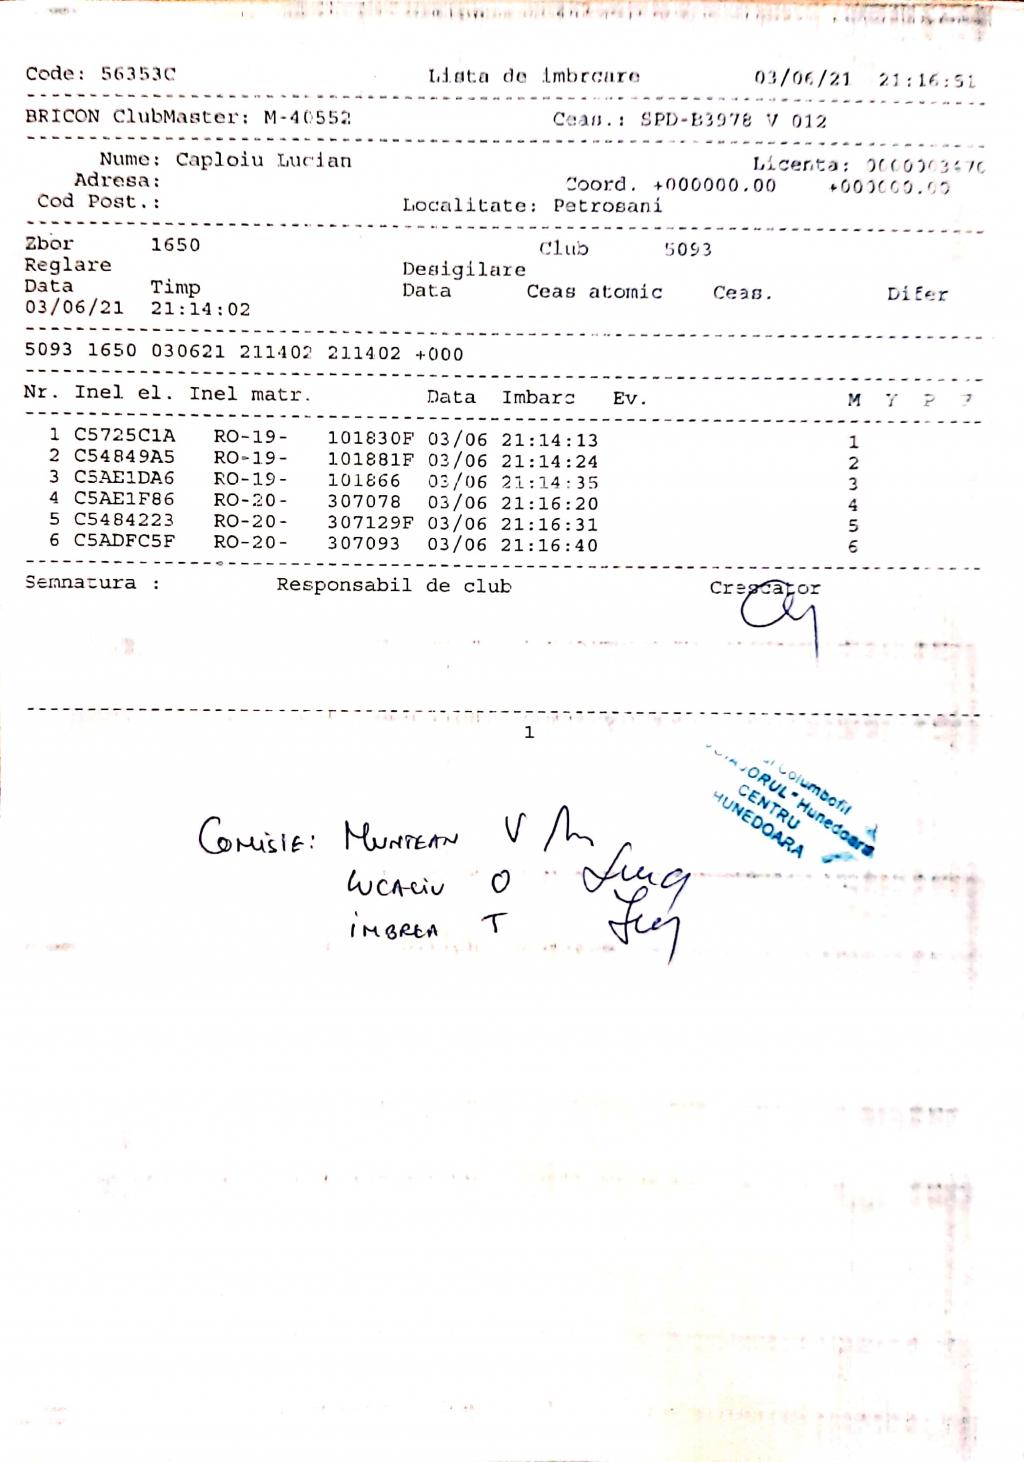 Code: 56353C Lista de imbrcare 03/06/21 21:16:51
BRICON ClubMaster: M-40552 Ceas.: SPD-B3978 V 012
Nume: Caploiu Lucian Licenta:
Adresa: Coord. +000000.00 +000000.00
Cod Post.: Localitate: Petrosani
Zbor 1650 Club 5093
Reglare Desigilare
Data Timp Data Ceas atomic Ceas. Difer
03/06/21 21:14:02
5093 1650 030621 211402 211402 +000
Nr. Inel el. Inel matr. Data Imbarc Ev. M Y P
1 C5725C1A RO-19- 101830F 03/06 21:14:13 1
2 C54849A5 RO-19- 101881F 03/06 21:14:24 2
3 C5AE1DA6 RO-19- 101866 03/06 21:14:35 3
4 C5AE1F86 RO-20- 307078 03/06 21:16:20 4
5 C5484223 RO-20- 307129F 03/06 21:16:31 5
6 C5ADFC5F RO-20- 307093 03/06 21:16:40 6
Semnatura : Responsabil de club Crescator
1
Columbofil
"Hunedoara
CENTRU
HUNEDOARA
Comisie: MUNTEAN V
LUCACIU O
IMBREA T